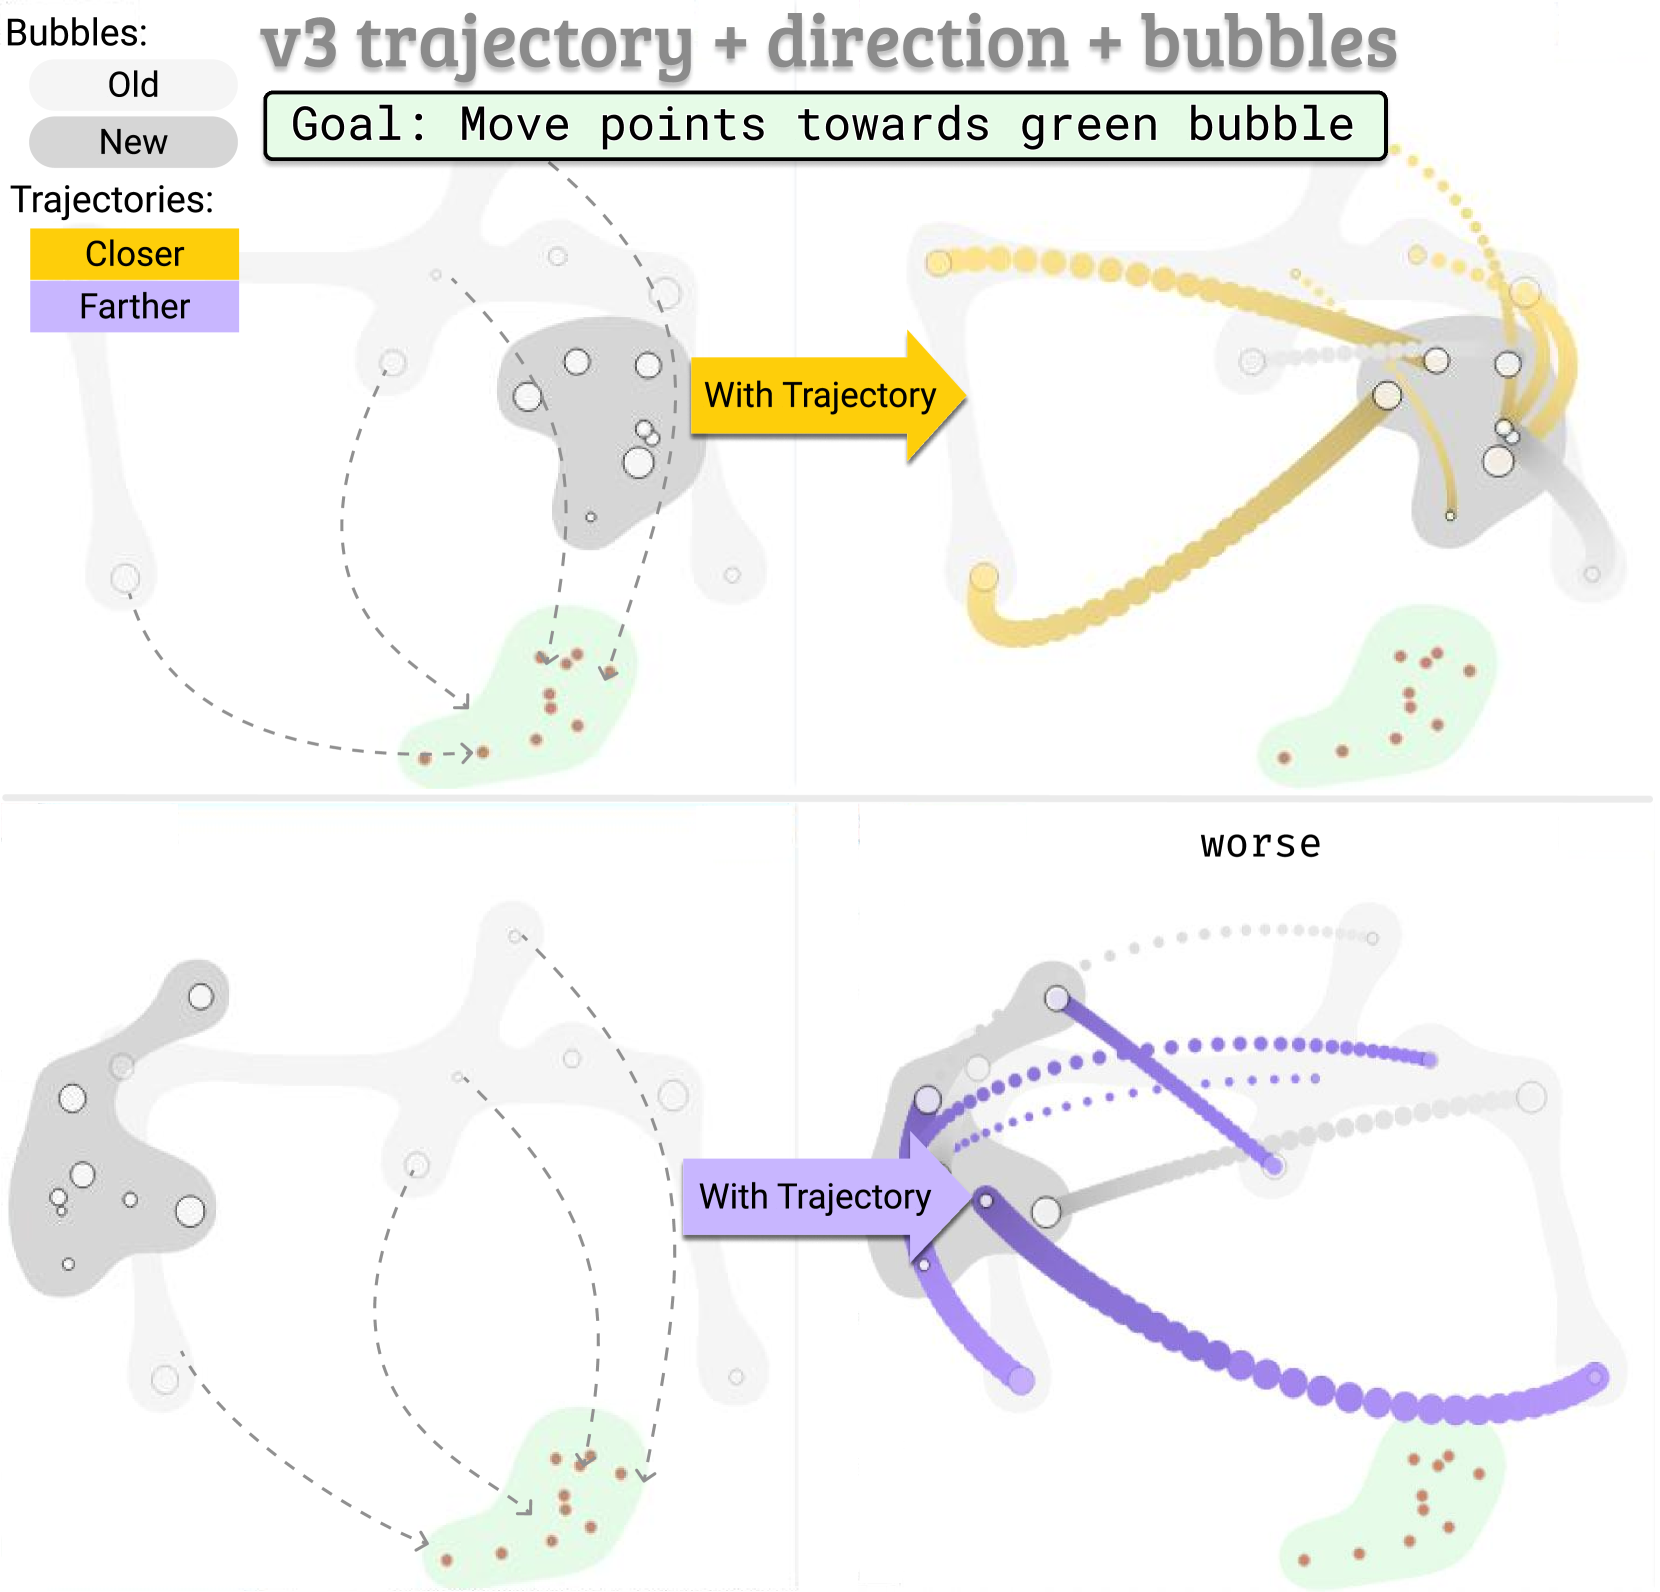 Bubbles:
v3 trajectory + direction + bubbles
Old
Goal: Move points towards green bubble
New
Trajectories:
Closer
Farther
With Trajectory
worse
With Trajectory